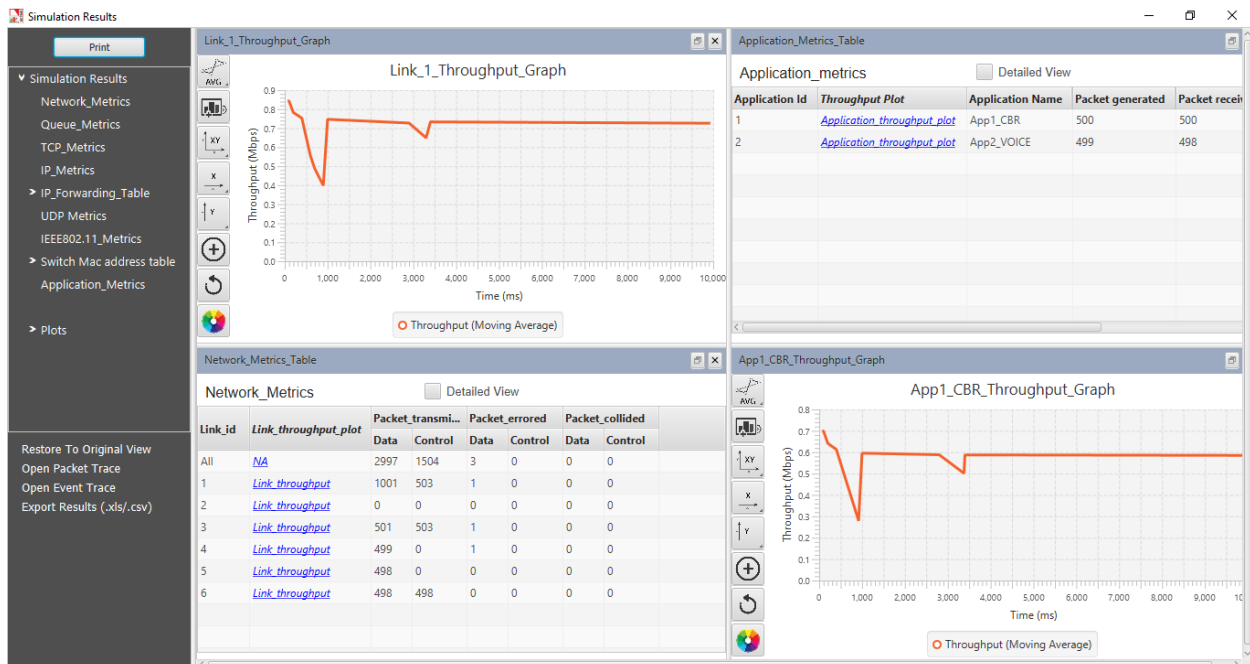 Simulation Results
Print
Simulation Results
Network_Metrics
Queue_Metrics
TCP_Metrics
IP_Metrics
IP_Forwarding_Table
UDP Metrics
IEEE802.11_Metrics
Switch Mac address table
Application_Metrics
Plots
Restore To Original View
Open Packet Trace
Open Event Trace
Export Results (.xls/.csv)
Link_1_Throughput_Graph
AVG
XY
X
Y
Link_1_Throughput_Graph
Throughput (Mbps)
0.9
0.8
0.7
0.6
0.5
0.4
0.3
0.2
0.1
0.0
0 1,000 2,000 3,000 4,000 5,000 6,000 7,000 8,000 9,000 10,000
Time (ms)
Throughput (Moving Average)
Application_Metrics_Table
Application_metrics Detailed View
Application Id Throughput Plot Application Name Packet generated Packet receiv
1 Application_throughput_plot App1_CBR 500 500
2 Application_throughput_plot App2_VOICE 499 498
Network_Metrics_Table
Network_Metrics Detailed View
Link_id Link_throughput_plot Packet_transmi... Packet_errored Packet_collided
Data Control Data Control Data Control
All NA 2997 1504 3 0 0 0
1 Link_throughput 1001 503 1 0 0 0
2 Link_throughput 0 0 0 0 0 0
3 Link_throughput 501 503 1 0 0 0
4 Link_throughput 499 0 1 0 0 0
5 Link_throughput 498 0 0 0 0 0
6 Link_throughput 498 498 0 0 0 0
App1_CBR_Throughput_Graph
AVG
XY
X
Y
App1_CBR_Throughput_Graph
Throughput (Mbps)
0.8
0.7
0.6
0.5
0.4
0.3
0.2
0.1
0.0
0 1,000 2,000 3,000 4,000 5,000 6,000 7,000 8,000 9,000 10
Time (ms)
Throughput (Moving Average)